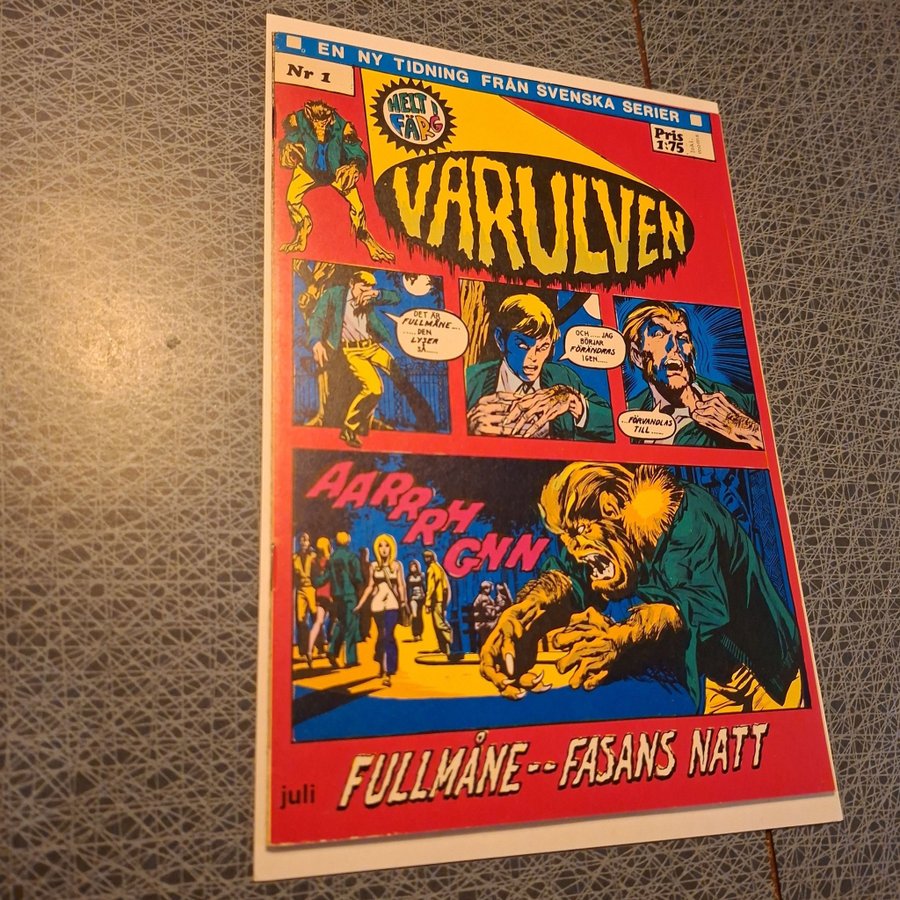 EN NY TIDNING FRÅN SVENSKA SERIER
Nr 1
HELT I
FÄRG
Pris
1:75
VARULVEN
DET ÄR
FULLMÅNE...
.....DEN
LYSER
SÅ....
OCH.....JAG
BÖRJAR
FÖRÄNDRAS
IGEN.....
...FÖRVANDLAS
TILL.....
AARRRH
GNN
juli
FULLMÅNE-- FASANS NATT